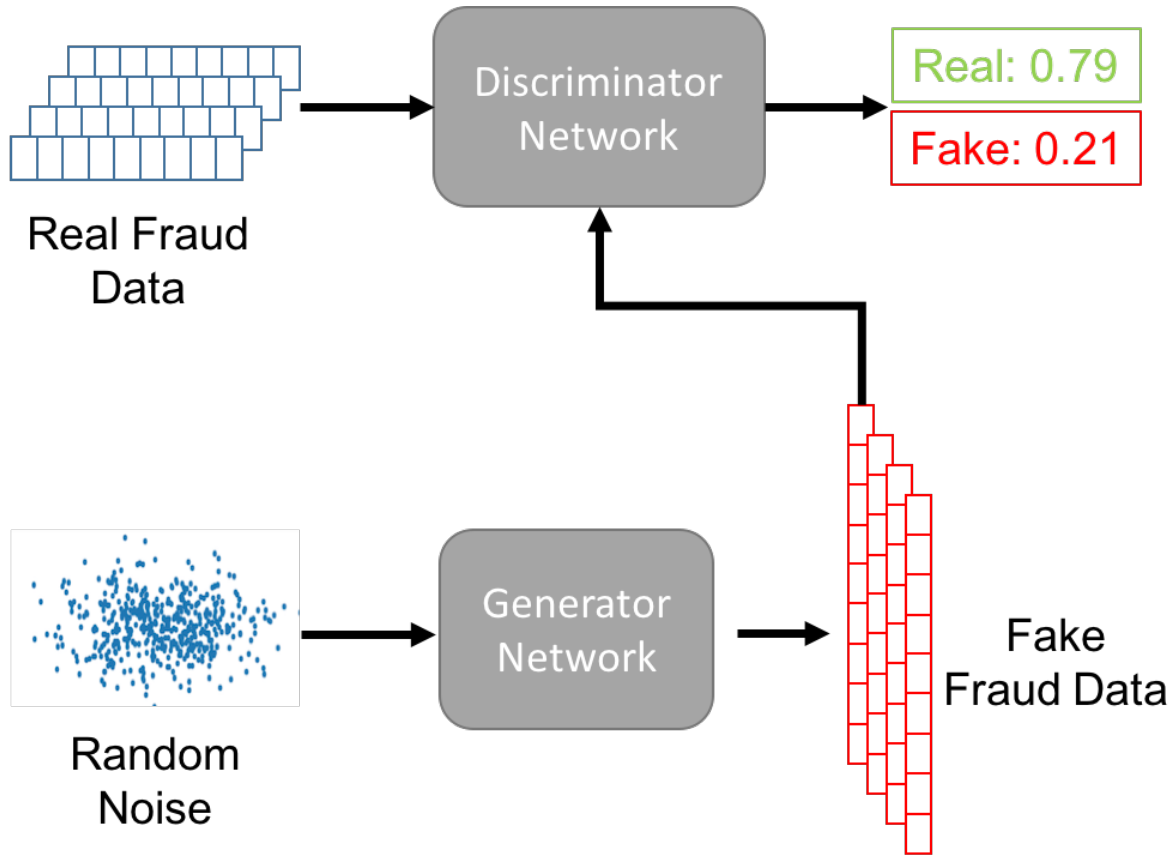 Discriminator
Network
Real: 0.79
Fake: 0.21
Real Fraud
Data
Generator
Network
Fake
Fraud Data
Random
Noise